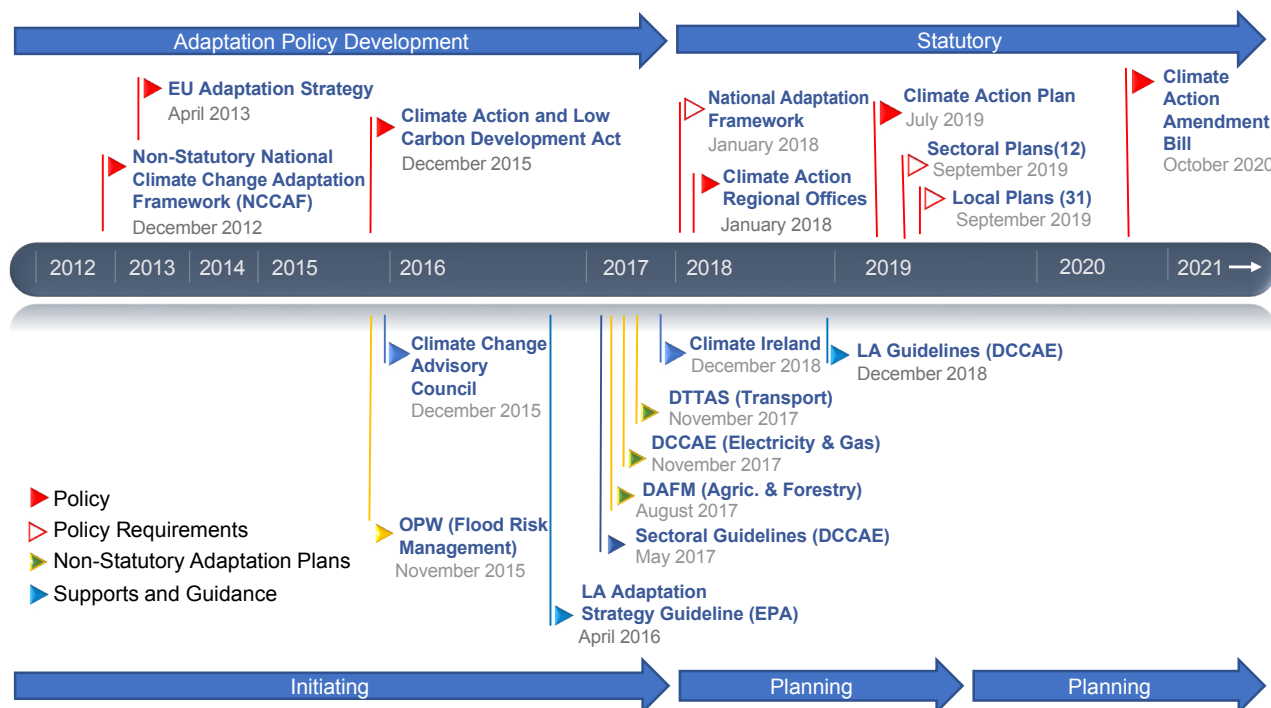 Adaptation Policy Development
Statutory
EU Adaptation Strategy
April 2013
Non-Statutory National
Climate Change Adaptation
Framework (NCCAF)
December 2012
Climate Action and Low
Carbon Development Act
December 2015
National Adaptation
Framework
January 2018
Climate Action
Regional Offices
January 2018
Climate Action Plan
July 2019
Sectoral Plans(12)
September 2019
Local Plans (31)
September 2019
Climate
Action
Amendment
Bill
October 2020
2012 2013 2014 2015 2016 2017 2018 2019 2020 2021
Climate Change
Advisory
Council
December 2015
Climate Ireland
December 2018
LA Guidelines (DCCAE)
December 2018
DTTAS (Transport)
November 2017
DCCAE (Electricity & Gas)
November 2017
DAFM (Agric. & Forestry)
August 2017
OPW (Flood Risk
Management)
November 2015
Sectoral Guidelines (DCCAE)
May 2017
LA Adaptation
Strategy Guideline (EPA)
April 2016
Policy
Policy Requirements
Non-Statutory Adaptation Plans
Supports and Guidance
Initiating
Planning
Planning